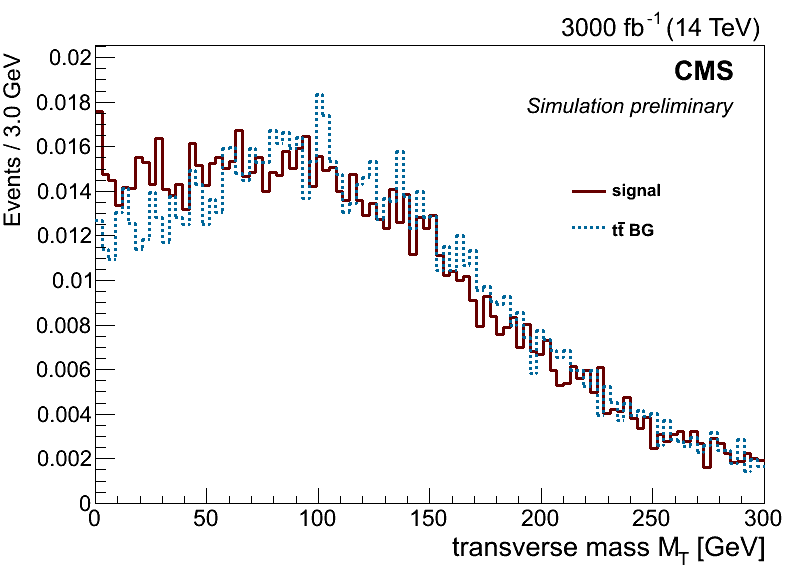 3000 fb⁻¹ (14 TeV)
CMS
Simulation preliminary
signal
tt̄ BG
Events / 3.0 GeV
0.02
0.018
0.016
0.014
0.012
0.01
0.008
0.006
0.004
0.002
0
0 50 100 150 200 250 300
transverse mass M_T [GeV]